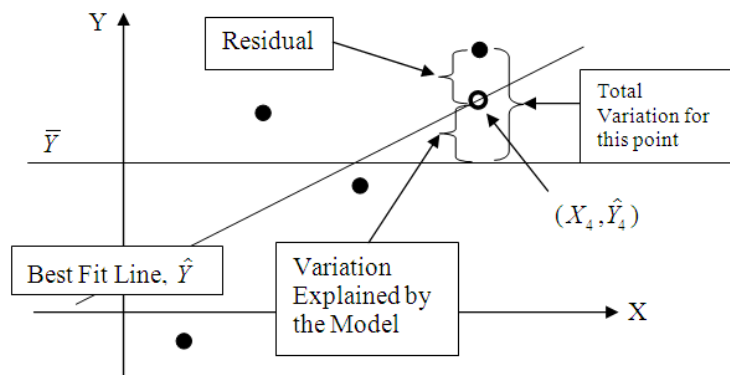 Y
Residual
Total
Variation for
this point
Y̅
(X₄, Ŷ₄)
Best Fit Line, Ŷ
Variation
Explained by
the Model
X